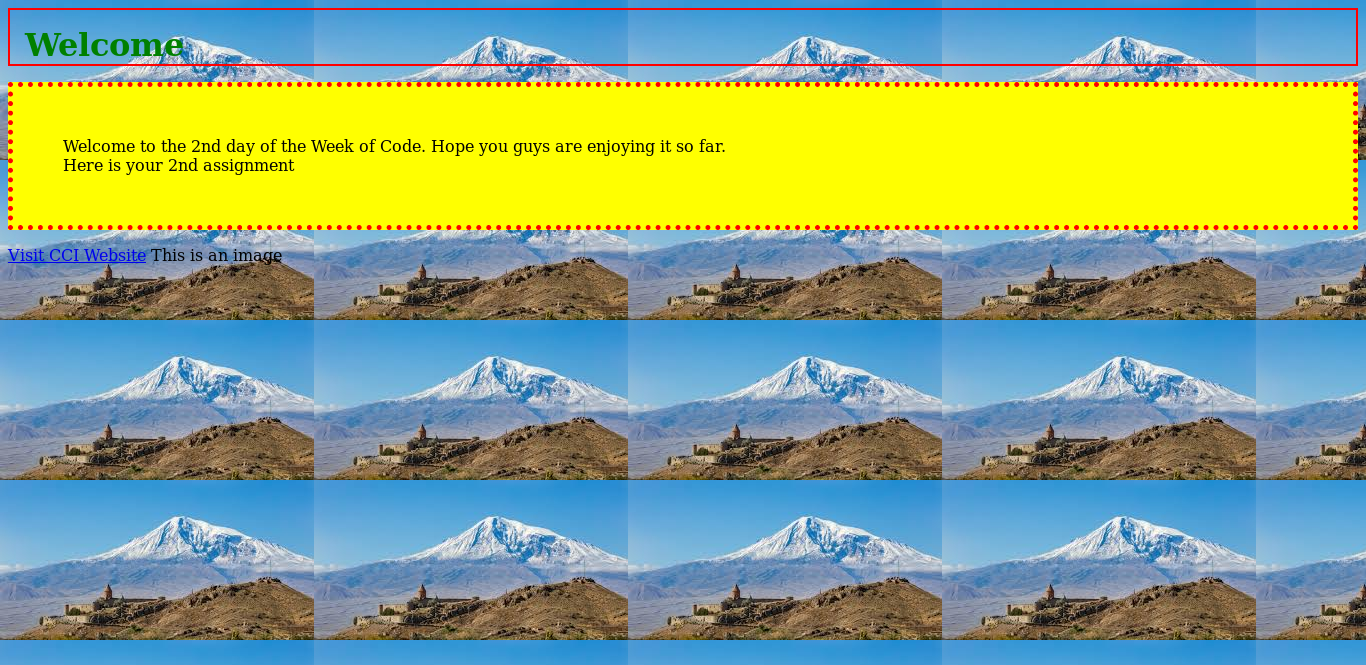 Welcome
Welcome to the 2nd day of the Week of Code. Hope you guys are enjoying it so far.
Here is your 2nd assignment
Visit CCI Website This is an image